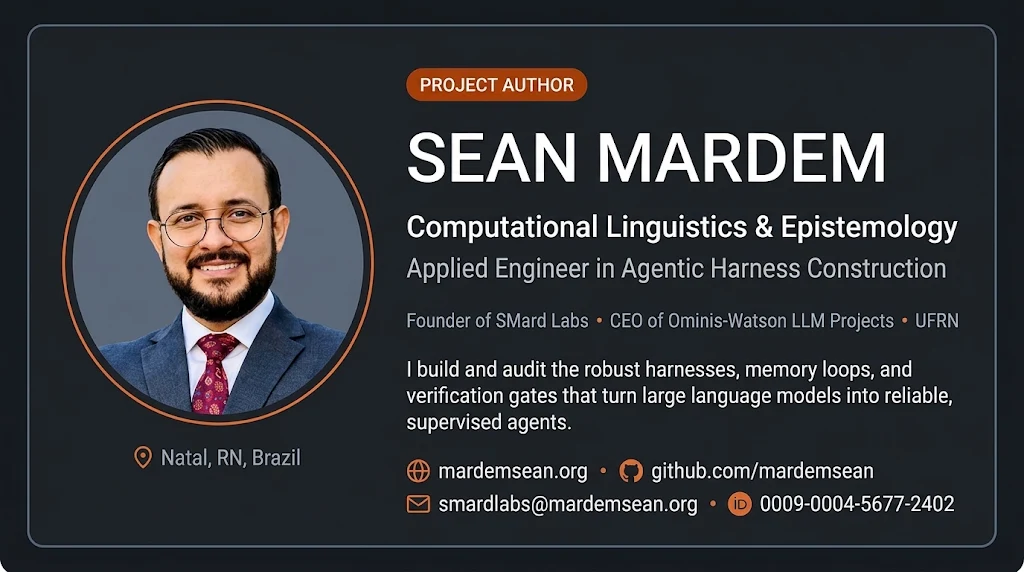 PROJECT AUTHOR
SEAN MARDEM
Computational Linguistics & Epistemology
Applied Engineer in Agentic Harness Construction
Founder of SMard Labs • CEO of Ominis-Watson LLM Projects • UFRN
I build and audit the robust harnesses, memory loops, and
verification gates that turn large language models into reliable,
supervised agents.
Natal, RN, Brazil
mardemsean.org • github.com/mardemsean
smardlabs@mardemsean.org • iD 0009-0004-5677-2402